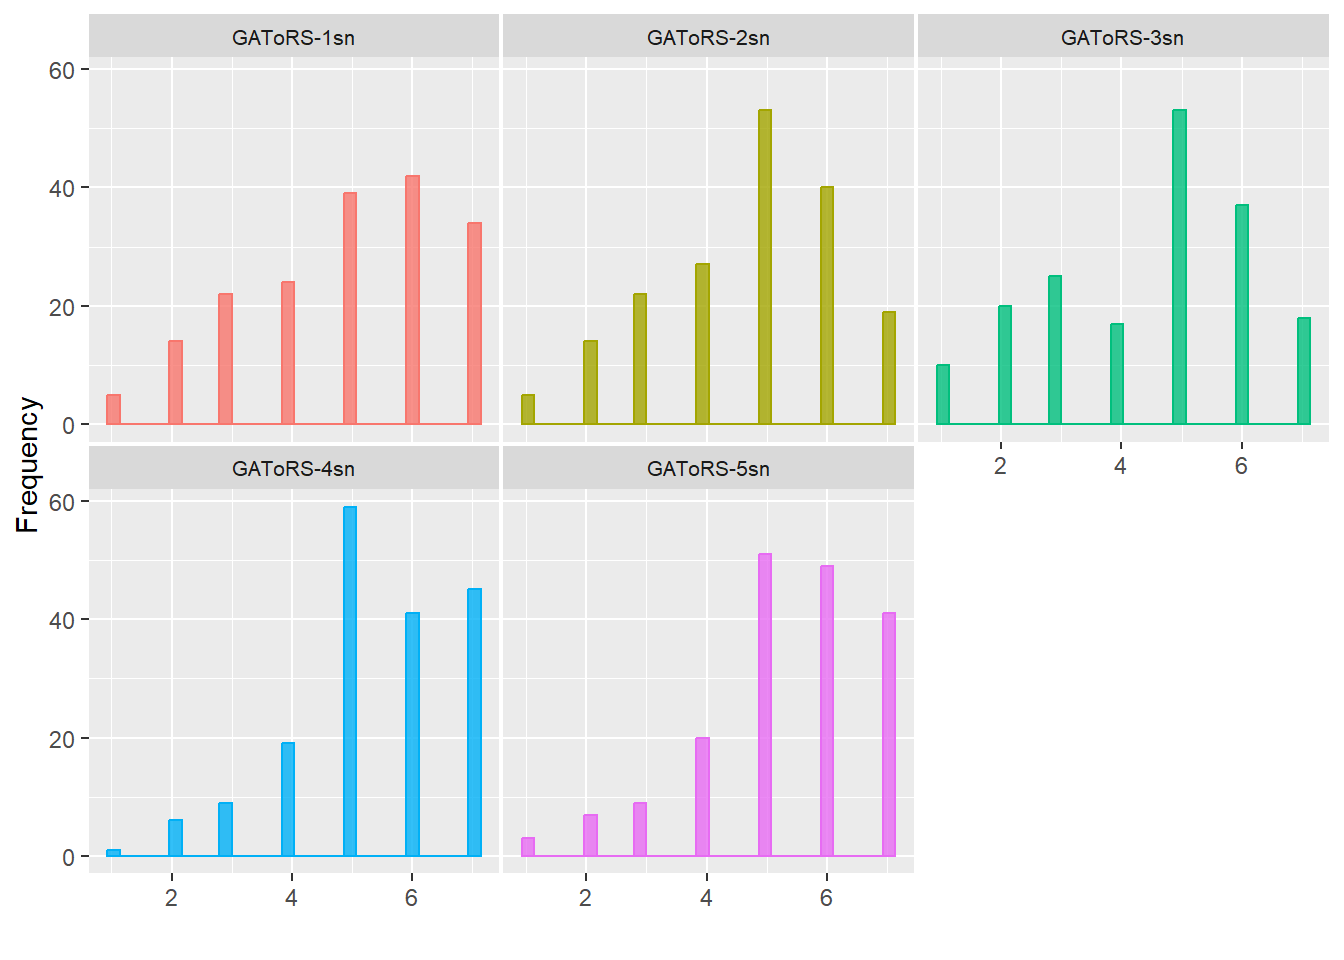 GAToRS-1sn GAToRS-2sn GAToRS-3sn
60
40
20
0
2 4 6
GAToRS-4sn GAToRS-5sn
60
40
20
0
2 4 6 2 4 6
Frequency